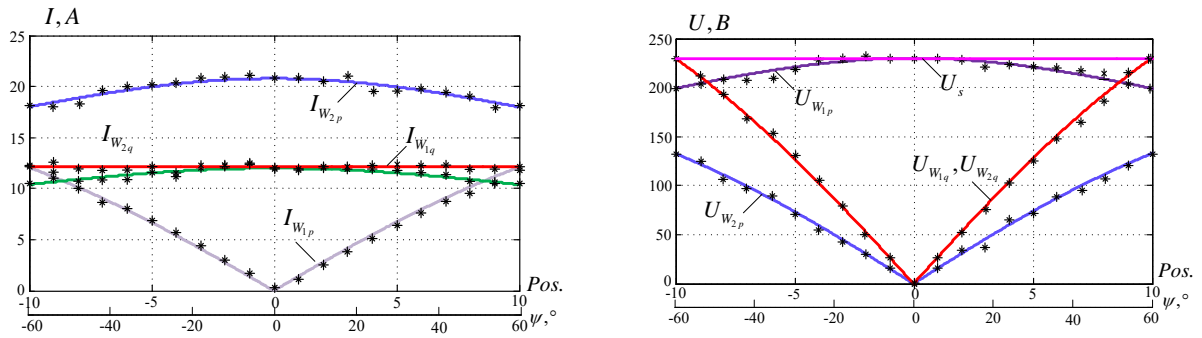 I, A
25
20
15
10
5
0
I_{W_{2p}}
I_{W_{2q}}
I_{W_{1q}}
I_{W_{1p}}
-10 -5 0 5 10 Pos.
-60 -40 -20 0 20 40 60 ψ,°
U, B
250
200
150
100
50
0
U_s
U_{W_{1p}}
U_{W_{1q}}, U_{W_{2q}}
U_{W_{2p}}
-10 -5 0 5 10 Pos.
-60 -40 -20 0 20 40 60 ψ,°